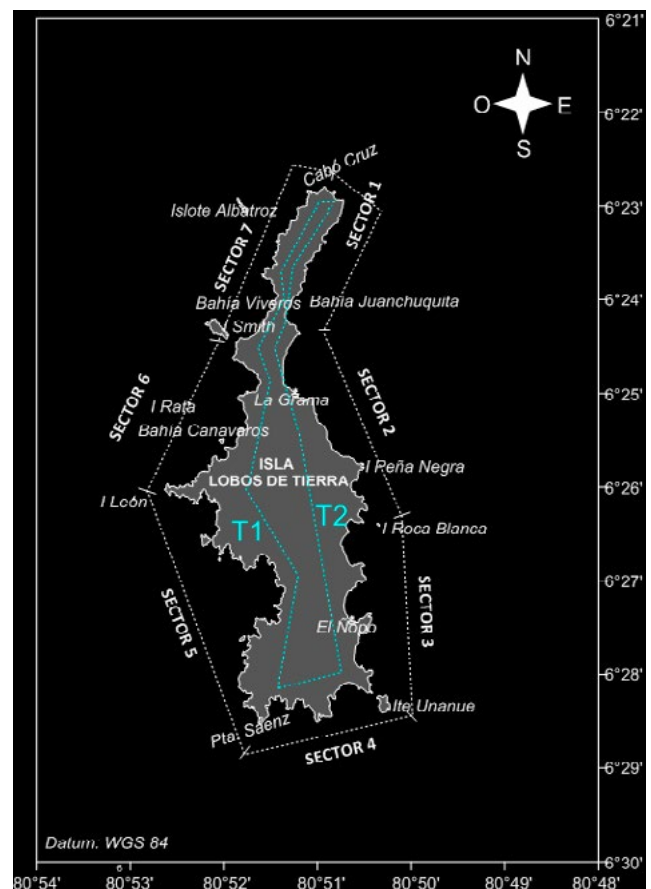 6°21'
N
6°22'
O E
S
Cabo Cruz
Islote Albatroz
6°23'
SECTOR 1
SECTOR 7
Bahía Viveros
Bahía Juanchuquita
6°24'
I Smith
SECTOR 2
SECTOR 6
La Grama
6°25'
I Rata
Bahía Canavaros
ISLA
LOBOS DE TIERRA
I Peña Negra
I León
6°26'
T1
T2
I Roca Blanca
6°27'
SECTOR 5
El Ñopo
SECTOR 3
6°28'
Pta. Saenz
Ite Unanue
SECTOR 4
6°29'
Datum. WGS 84
6°30'
80°54' 80°53' 80°52' 80°51' 80°50' 80°49' 80°48'